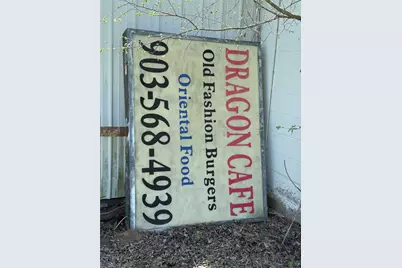 DRAGON CAFE
Old Fashion Burgers
Oriental Food
903-568-4939